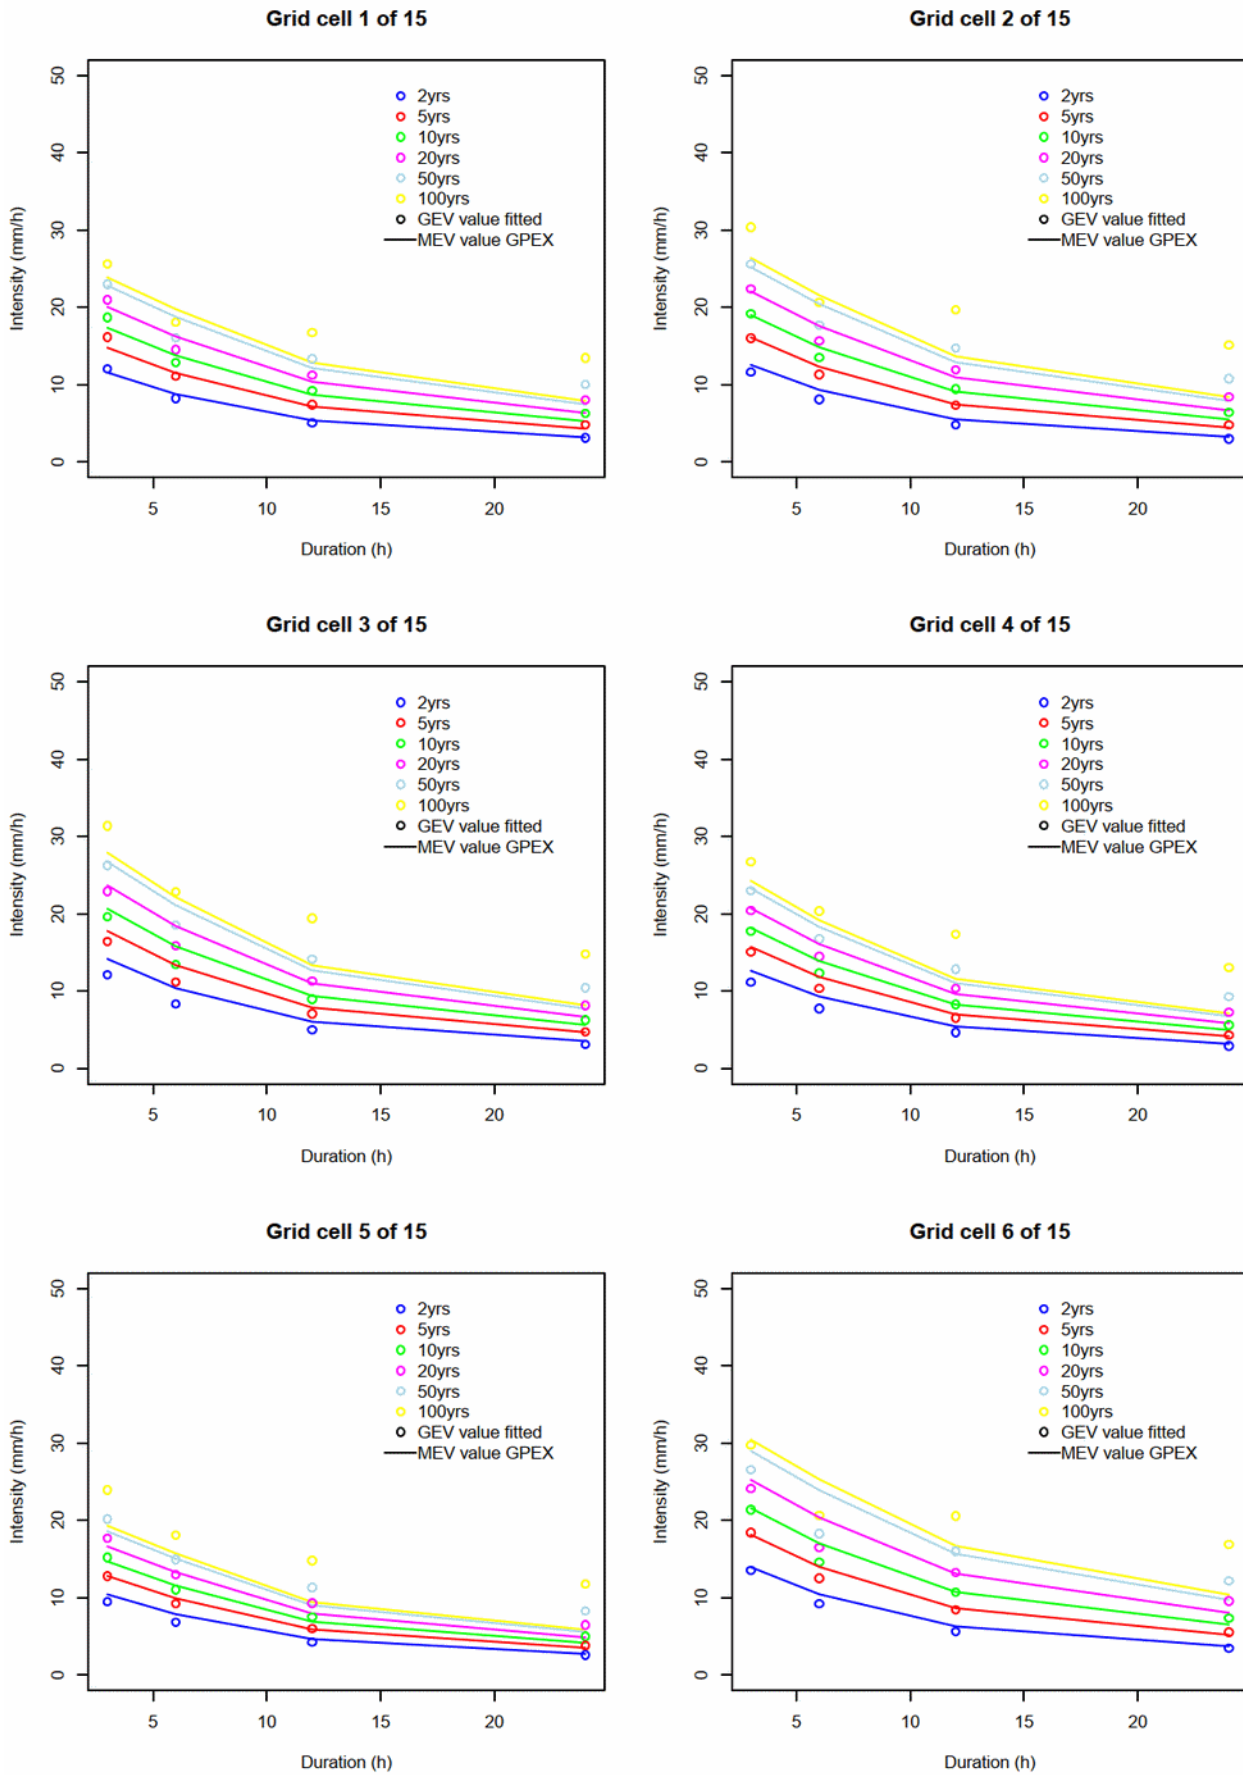 Grid cell 1 of 15
50
40
30
20
10
0
Intensity (mm/h)
2yrs
5yrs
10yrs
20yrs
50yrs
100yrs
GEV value fitted
MEV value GPEX
5 10 15 20
Duration (h)
Grid cell 2 of 15
50
40
30
20
10
0
Intensity (mm/h)
2yrs
5yrs
10yrs
20yrs
50yrs
100yrs
GEV value fitted
MEV value GPEX
5 10 15 20
Duration (h)
Grid cell 3 of 15
50
40
30
20
10
0
Intensity (mm/h)
2yrs
5yrs
10yrs
20yrs
50yrs
100yrs
GEV value fitted
MEV value GPEX
5 10 15 20
Duration (h)
Grid cell 4 of 15
50
40
30
20
10
0
Intensity (mm/h)
2yrs
5yrs
10yrs
20yrs
50yrs
100yrs
GEV value fitted
MEV value GPEX
5 10 15 20
Duration (h)
Grid cell 5 of 15
50
40
30
20
10
0
Intensity (mm/h)
2yrs
5yrs
10yrs
20yrs
50yrs
100yrs
GEV value fitted
MEV value GPEX
5 10 15 20
Duration (h)
Grid cell 6 of 15
50
40
30
20
10
0
Intensity (mm/h)
2yrs
5yrs
10yrs
20yrs
50yrs
100yrs
GEV value fitted
MEV value GPEX
5 10 15 20
Duration (h)